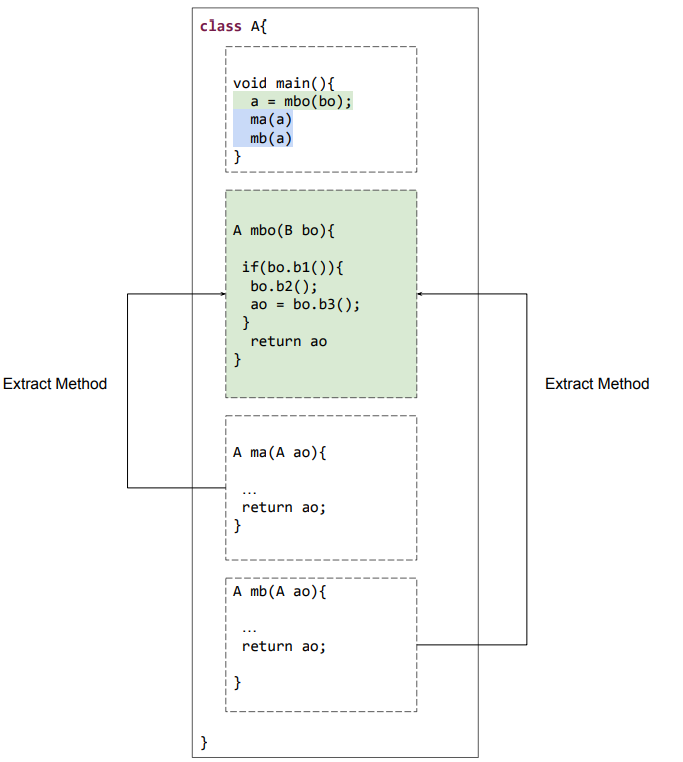 class A{
void main(){
a = mbo(bo);
ma(a)
mb(a)
}
A mbo(B bo){
if(bo.b1()){
bo.b2();
ao = bo.b3();
}
return ao
}
Extract Method
Extract Method
A ma(A ao){
...
return ao;
}
A mb(A ao){
...
return ao;
}
}